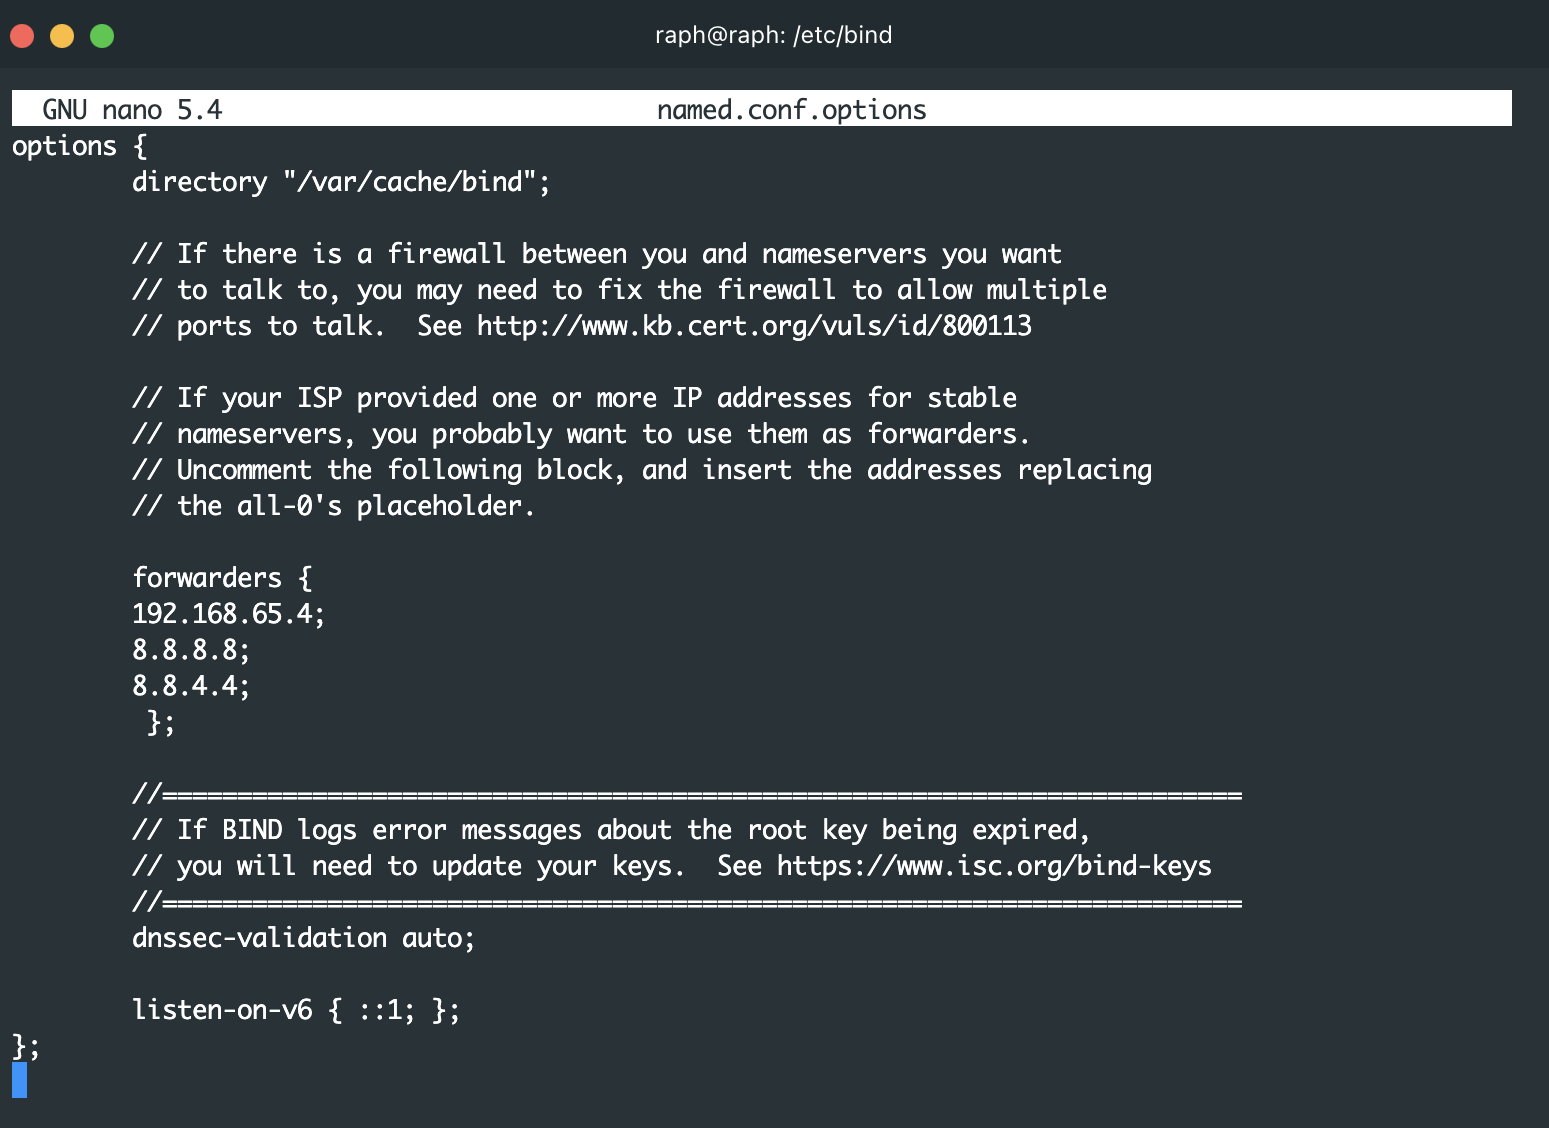 raph@raph: /etc/bind
GNU nano 5.4 named.conf.options
options {
directory "/var/cache/bind";
// If there is a firewall between you and nameservers you want
// to talk to, you may need to fix the firewall to allow multiple
// ports to talk.  See http://www.kb.cert.org/vuls/id/800113
// If your ISP provided one or more IP addresses for stable
// nameservers, you probably want to use them as forwarders.
// Uncomment the following block, and insert the addresses replacing
// the all-0's placeholder.
forwarders {
192.168.65.4;
8.8.8.8;
8.8.4.4;
};
//========================================================================
// If BIND logs error messages about the root key being expired,
// you will need to update your keys.  See https://www.isc.org/bind-keys
//========================================================================
dnssec-validation auto;
listen-on-v6 { ::1; };
};